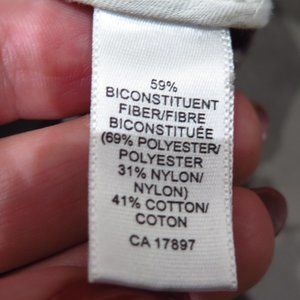 59%
BICONSTITUENT
FIBER/FIBRE
BICONSTITUÉE
(69% POLYESTER/
POLYESTER
31% NYLON/
NYLON)
41% COTTON/
COTON
CA 17897